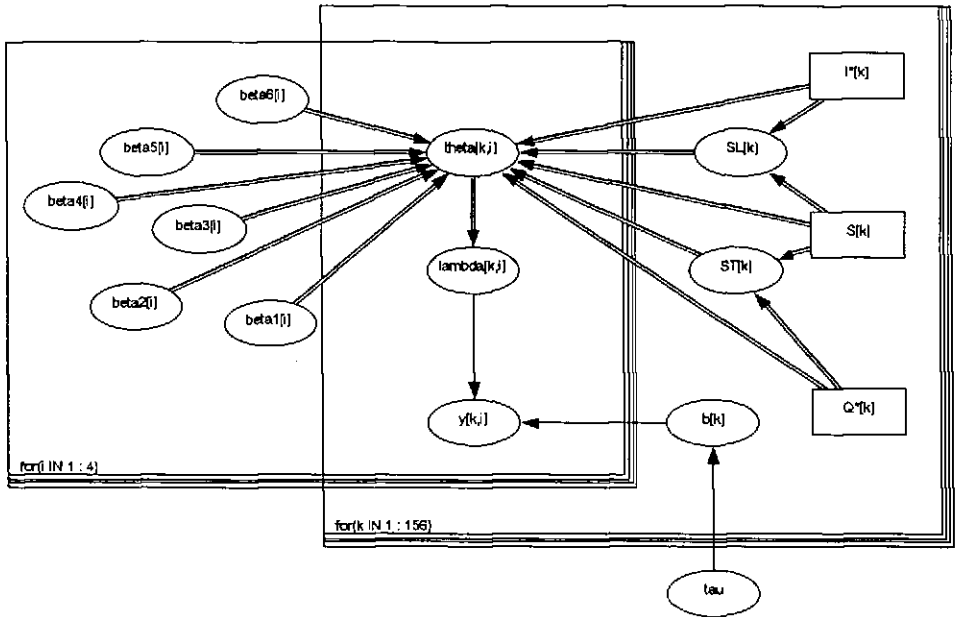 I*[k]
beta6[i]
beta5[i]
theta[k,i]
SL[k]
beta4[i]
beta3[i]
S[k]
lambda[k,i]
ST[k]
beta2[i]
beta1[i]
Q*[k]
y[k,i]
b[k]
for(i IN 1 : 4)
for(k IN 1 : 156)
tau